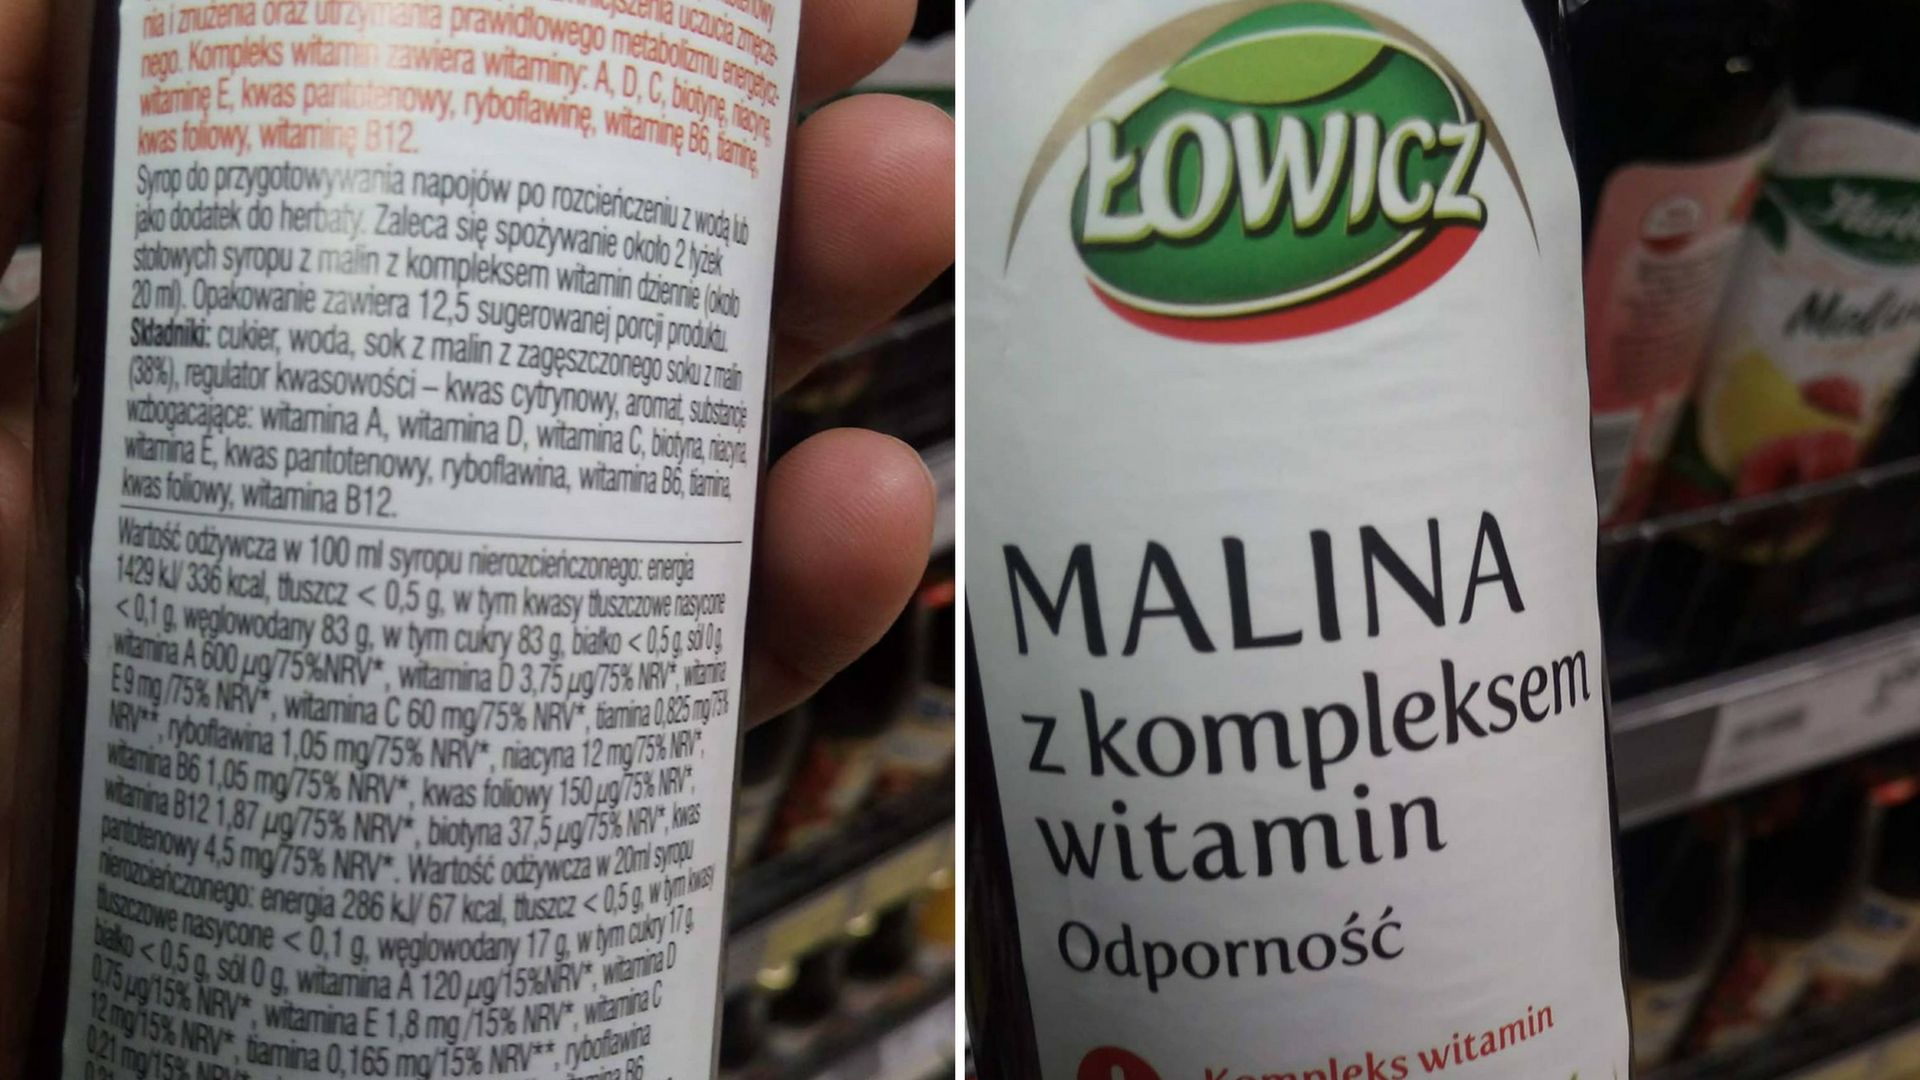 nia i znużenia oraz utrzymania prawidłowego metabolizmu energetycz-
nego. Kompleks witamin zawiera witaminy: A, D, C, biotynę, niacynę,
witaminę E, kwas pantotenowy, ryboflawinę, witaminę B6, tiaminę,
kwas foliowy, witaminę B12.
Syrop do przygotowywania napojów po rozcieńczeniu z wodą lub
jako dodatek do herbaty. Zaleca się spożywanie około 2 łyżek
stołowych syropu z malin z kompleksem witamin dziennie (około
20 ml). Opakowanie zawiera 12,5 sugerowanej porcji produktu.
Składniki: cukier, woda, sok z malin z zagęszczonego soku z malin
(38%), regulator kwasowości – kwas cytrynowy, aromat, substancje
wzbogacające: witamina A, witamina D, witamina C, biotyna, niacyna,
witamina E, kwas pantotenowy, ryboflawina, witamina B6, tiamina,
kwas foliowy, witamina B12.
Wartość odżywcza w 100 ml syropu nierozcieńczonego: energia
1429 kJ/ 336 kcal, tłuszcz < 0,5 g, w tym kwasy tłuszczowe nasycone
< 0,1 g, węglowodany 83 g, w tym cukry 83 g, białko < 0,5 g, sól 0 g,
witamina A 600 µg/75%NRV*, witamina D 3,75 µg/75% NRV*, witamina
E 9 mg /75% NRV*, witamina C 60 mg/75% NRV*, tiamina 0,825 mg/75%
NRV**, ryboflawina 1,05 mg/75% NRV*, niacyna 12 mg/75% NRV*,
witamina B6 1,05 mg/75% NRV*, kwas foliowy 150 µg/75% NRV*,
witamina B12 1,87 µg/75% NRV*, biotyna 37,5 µg/75% NRV*, kwas
pantotenowy 4,5 mg/75% NRV*. Wartość odżywcza w 20ml syropu
nierozcieńczonego: energia 286 kJ/ 67 kcal, tłuszcz < 0,5 g, w tym kwasy
tłuszczowe nasycone < 0,1 g, węglowodany 17 g, w tym cukry 17 g,
białko < 0,5 g, sól 0 g, witamina A 120 µg/15%NRV*, witamina D
0,75 µg/15% NRV*, witamina E 1,8 mg /15% NRV*, witamina C
12 mg/15% NRV*, tiamina 0,165 mg/15% NRV**, ryboflawina
0,21 mg/15% NRV*
ŁOWICZ
MALINA
z kompleksem
witamin
Odporność
Kompleks witamin